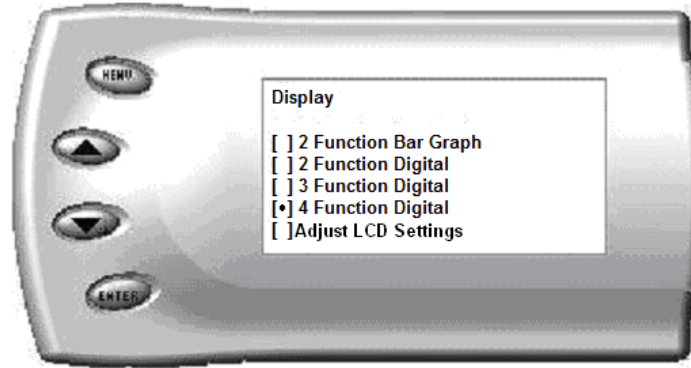 MENU
Display
[ ] 2 Function Bar Graph
[ ] 2 Function Digital
[ ] 3 Function Digital
[•] 4 Function Digital
[ ]Adjust LCD Settings
ENTER